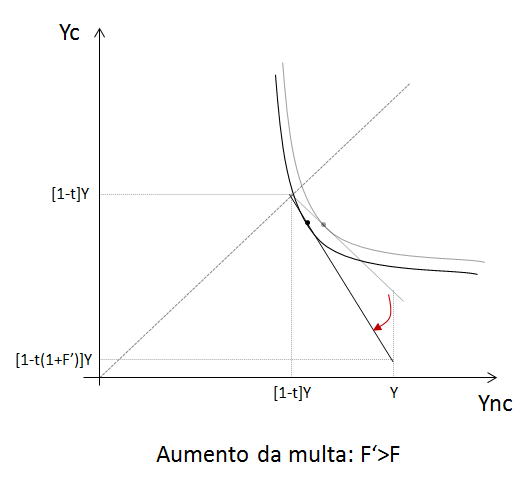 Yc
[1-t]Y
[1-t(1+F’)]Y
[1-t]Y
Y
Ync
Aumento da multa: F‘>F